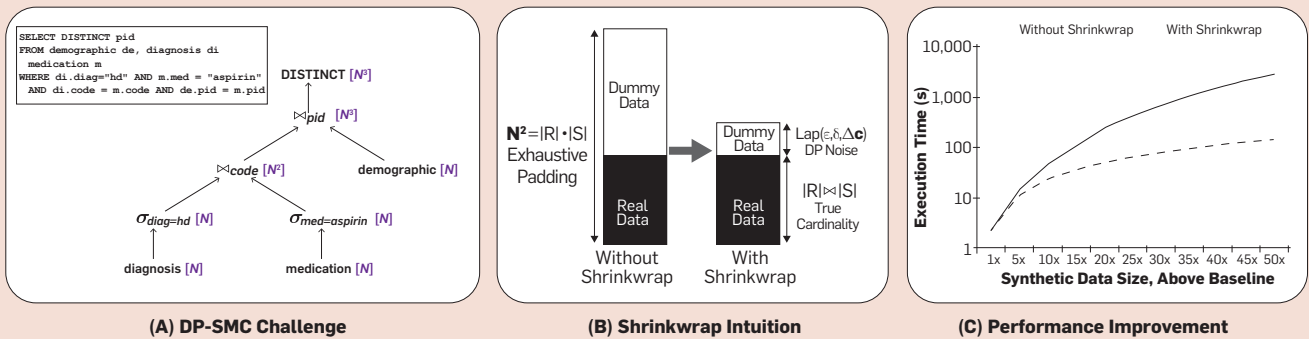 SELECT DISTINCT pid
FROM demographic de, diagnosis di
medication m
WHERE di.diag="hd" AND m.med = "aspirin"
AND di.code = m.code AND de.pid = m.pid
DISTINCT [N³]
⋈pid [N³]
⋈code [N²]
demographic [N]
σdiag=hd [N]
σmed=aspirin [N]
diagnosis [N]
medication [N]
(A) DP-SMC Challenge
N²=|R|•|S|
Exhaustive
Padding
Dummy
Data
Real
Data
Without
Shrinkwrap
Dummy
Data
Real
Data
With
Shrinkwrap
Lap(ε,δ,Δc)
DP Noise
|R|⋈|S|
True
Cardinality
(B) Shrinkwrap Intuition
Without Shrinkwrap With Shrinkwrap
Execution Time (s)
10,000
1,000
100
10
1
1x 5x 10x 15x 20x 25x 30x 35x 40x 45x 50x
Synthetic Data Size, Above Baseline
(C) Performance Improvement